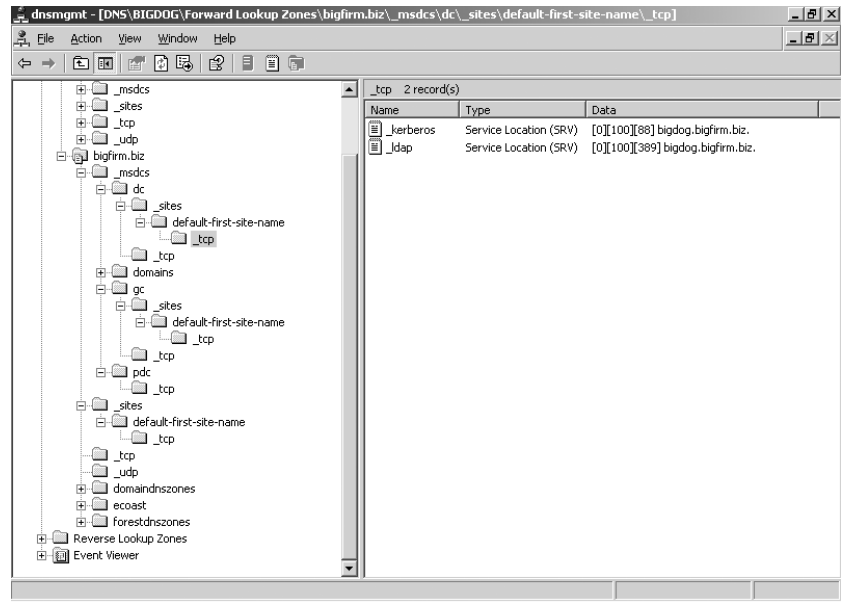 dnsmgmt - [DNS\BIGDOG\Forward Lookup Zones\bigfirm.biz\_msdcs\dc\_sites\default-first-site-name\_tcp]
File Action View Window Help
_msdcs
_sites
_tcp
_udp
bigfirm.biz
_msdcs
dc
_sites
default-first-site-name
_tcp
_tcp
domains
gc
_sites
default-first-site-name
_tcp
_tcp
pdc
_tcp
_sites
default-first-site-name
_tcp
_tcp
_udp
domaindnszones
ecoast
forestdnszones
Reverse Lookup Zones
Event Viewer
_tcp 2 record(s)
Name Type Data
_kerberos Service Location (SRV) [0][100][88] bigdog.bigfirm.biz.
_ldap Service Location (SRV) [0][100][389] bigdog.bigfirm.biz.